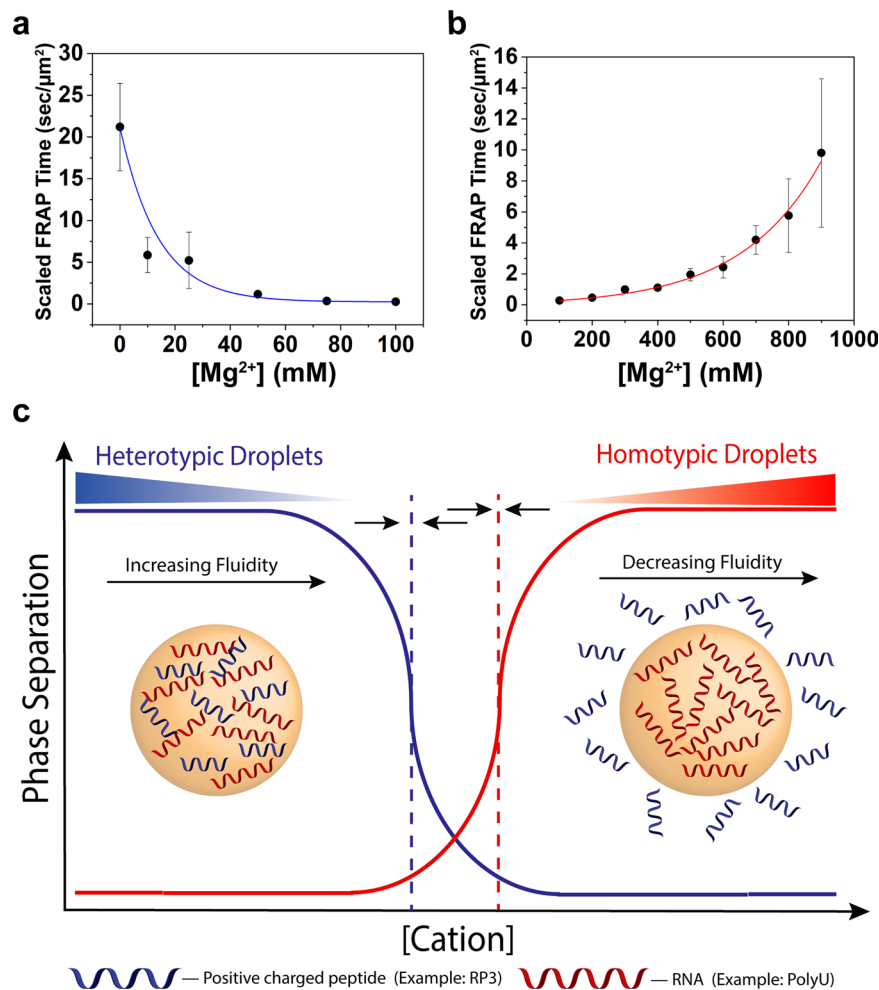 a
b
30
25
20
15
10
5
0
Scaled FRAP Time (sec/μm²)
0 20 40 60 80 100
[Mg²⁺] (mM)
16
14
12
10
8
6
4
2
0
Scaled FRAP Time (sec/μm²)
200 400 600 800 1000
[Mg²⁺] (mM)
c
Heterotypic Droplets
Homotypic Droplets
Increasing Fluidity
Decreasing Fluidity
Phase Separation
[Cation]
— Positive charged peptide (Example: RP3)
— RNA (Example: PolyU)